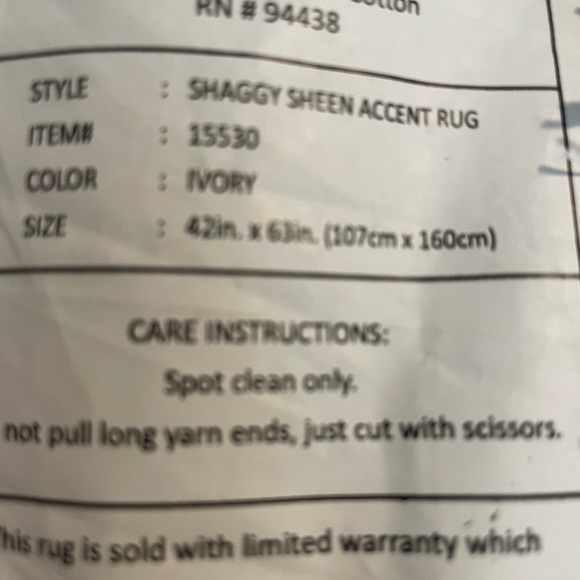 RN # 94438
STYLE : SHAGGY SHEEN ACCENT RUG
ITEM# : 15530
COLOR : IVORY
SIZE : 42in. x 63in. (107cm x 160cm)
CARE INSTRUCTIONS:
Spot clean only.
not pull long yarn ends, just cut with scissors.
his rug is sold with limited warranty which